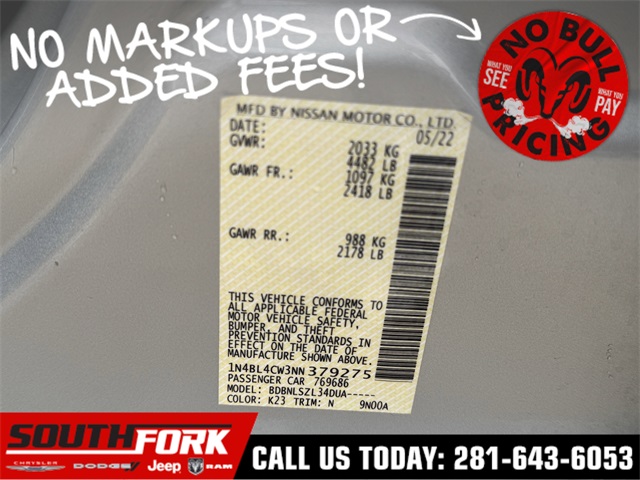 NO MARKUPS OR
ADDED FEES!
NO BULL
WHAT YOU
SEE
WHAT YOU
PAY
PRICING
MFD BY NISSAN MOTOR CO., LTD.
DATE: 05/22
GVWR: 2033 KG
4482 LB
GAWR FR.: 1097 KG
2418 LB
GAWR RR.: 988 KG
2178 LB
THIS VEHICLE CONFORMS TO
ALL APPLICABLE FEDERAL
MOTOR VEHICLE SAFETY,
BUMPER, AND THEFT
PREVENTION STANDARDS IN
EFFECT ON THE DATE OF
MANUFACTURE SHOWN ABOVE.
1N4BL4CW3NN379275
PASSENGER CAR 769686
MODEL: BDBNLSZL34DUA-----
COLOR: K23 TRIM: N 9N00A
SOUTHFORK
CHRYSLER DODGE Jeep RAM
CALL US TODAY: 281-643-6053